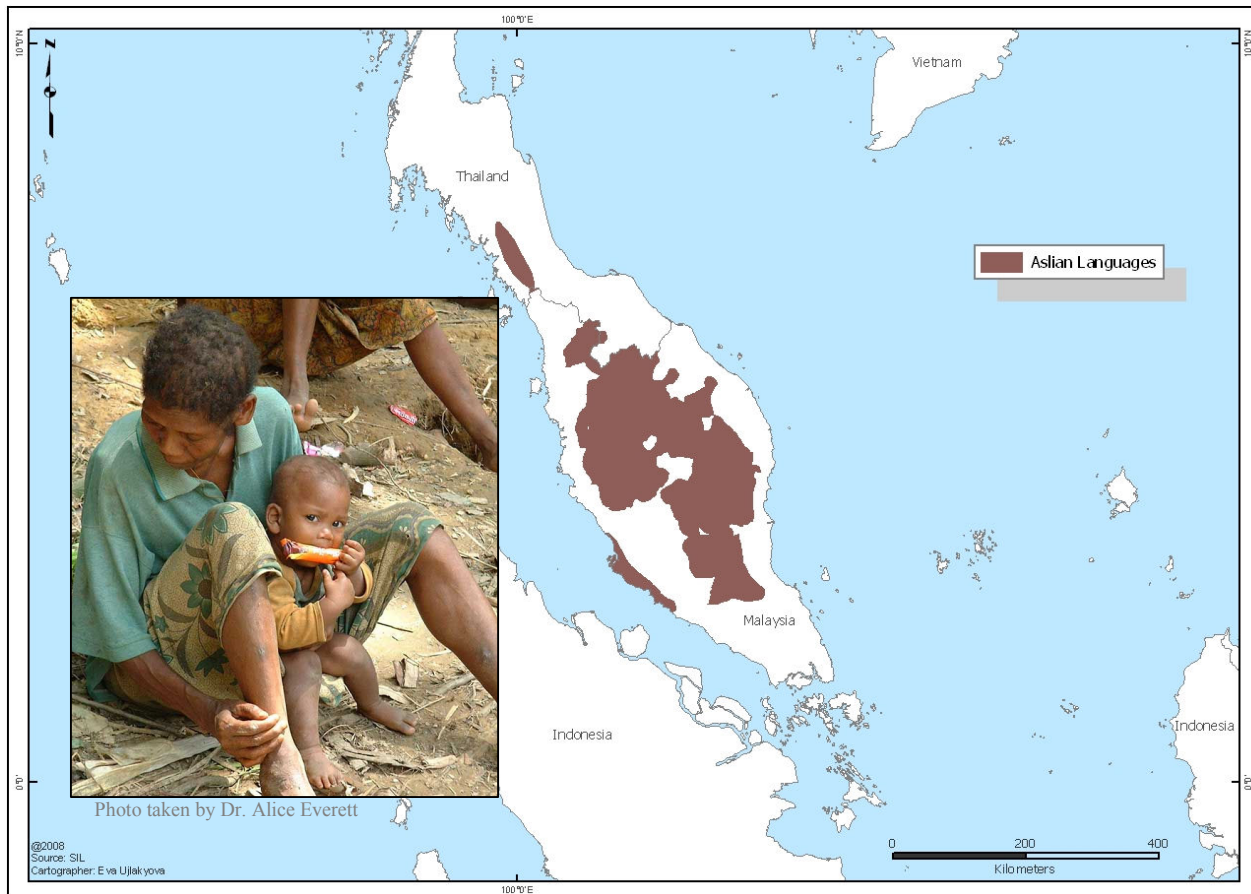 100°0'E
10°0'N
10°0'N
N
Vietnam
Thailand
Aslian Languages
Malaysia
Indonesia
Indonesia
0°0'
0°0'
Photo taken by Dr. Alice Everett
@2008
Source: SIL
Cartographer: Eva Ujlakyova
0 200 400
Kilometers
100°0'E